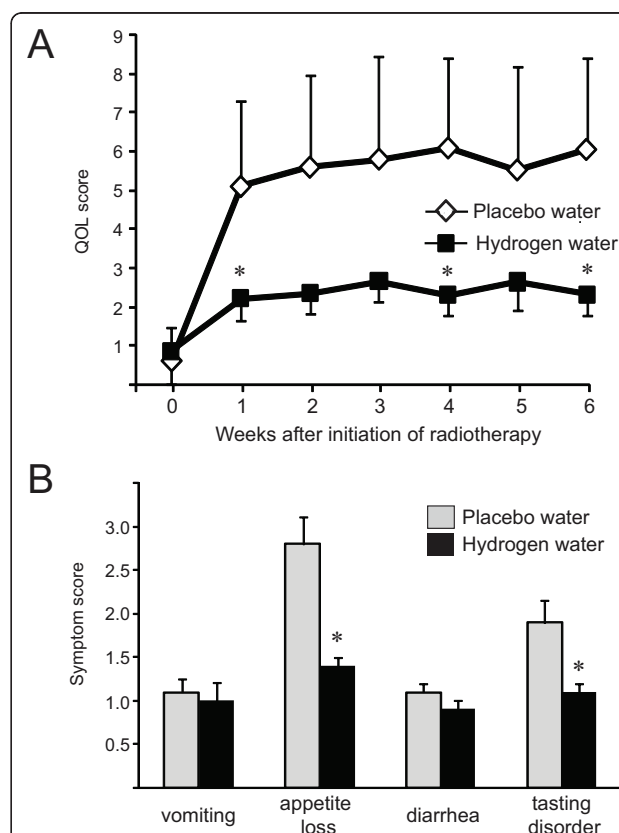 A
9
8
7
6
5
4
3
2
1
QOL score
Placebo water
Hydrogen water
* * *
0 1 2 3 4 5 6
Weeks after initiation of radiotherapy
B
3.0
2.5
2.0
1.5
1.0
0.5
Symptom score
Placebo water
Hydrogen water
* *
vomiting appetite loss diarrhea tasting disorder